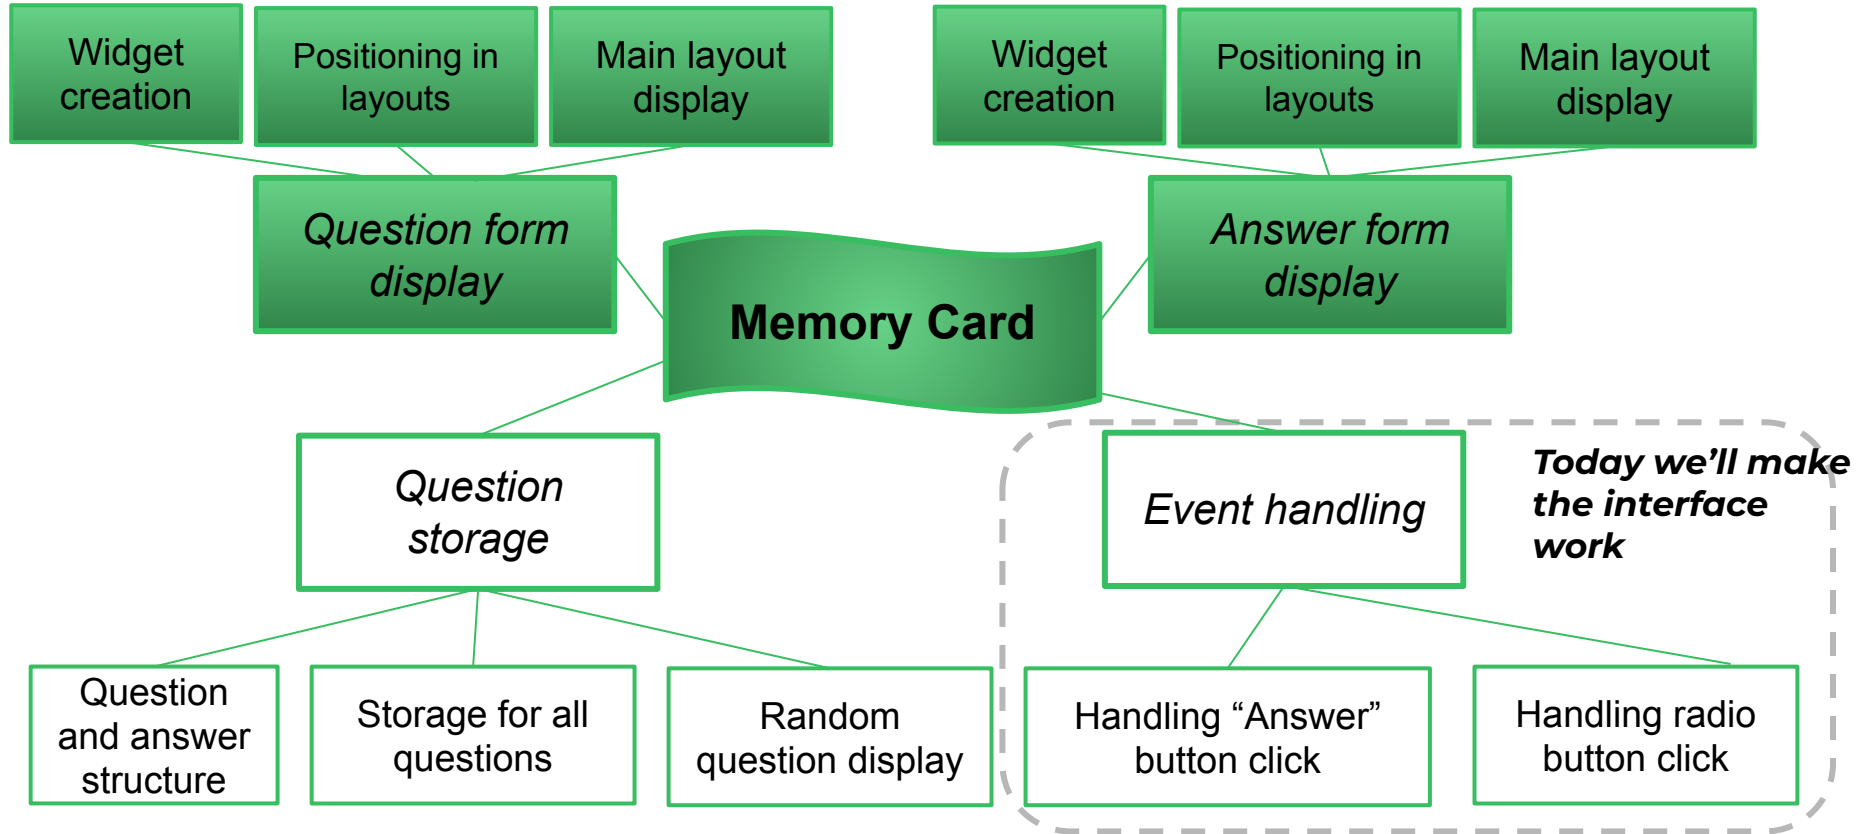 Widget
creation
Positioning in
layouts
Main layout
display
Widget
creation
Positioning in
layouts
Main layout
display
Question form
display
Answer form
display
Memory Card
Question
storage
Event handling
Today we’ll make
the interface
work
Question
and answer
structure
Storage for all
questions
Random
question display
Handling “Answer”
button click
Handling radio
button click